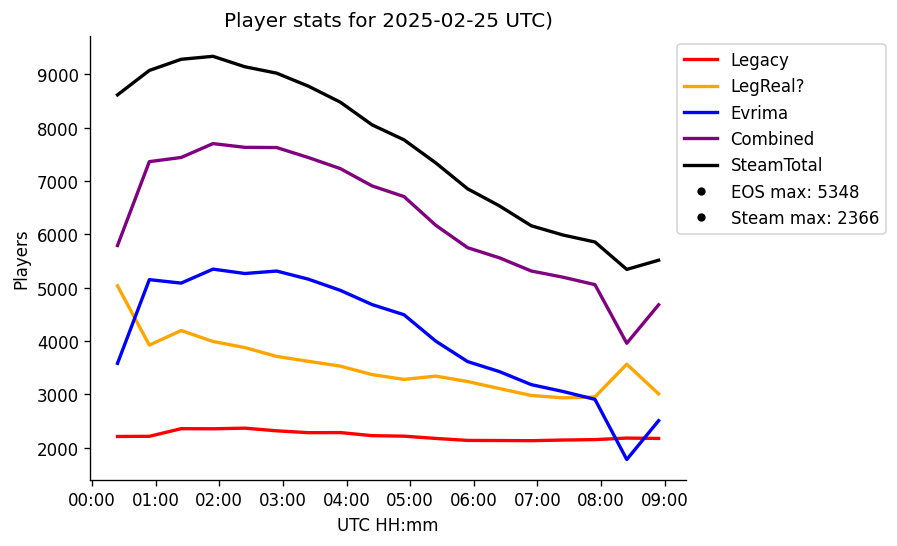 Player stats for 2025-02-25 UTC)
Players
9000
8000
7000
6000
5000
4000
3000
2000
00:00 01:00 02:00 03:00 04:00 05:00 06:00 07:00 08:00 09:00
UTC HH:mm
Legacy
LegReal?
Evrima
Combined
SteamTotal
EOS max: 5348
Steam max: 2366